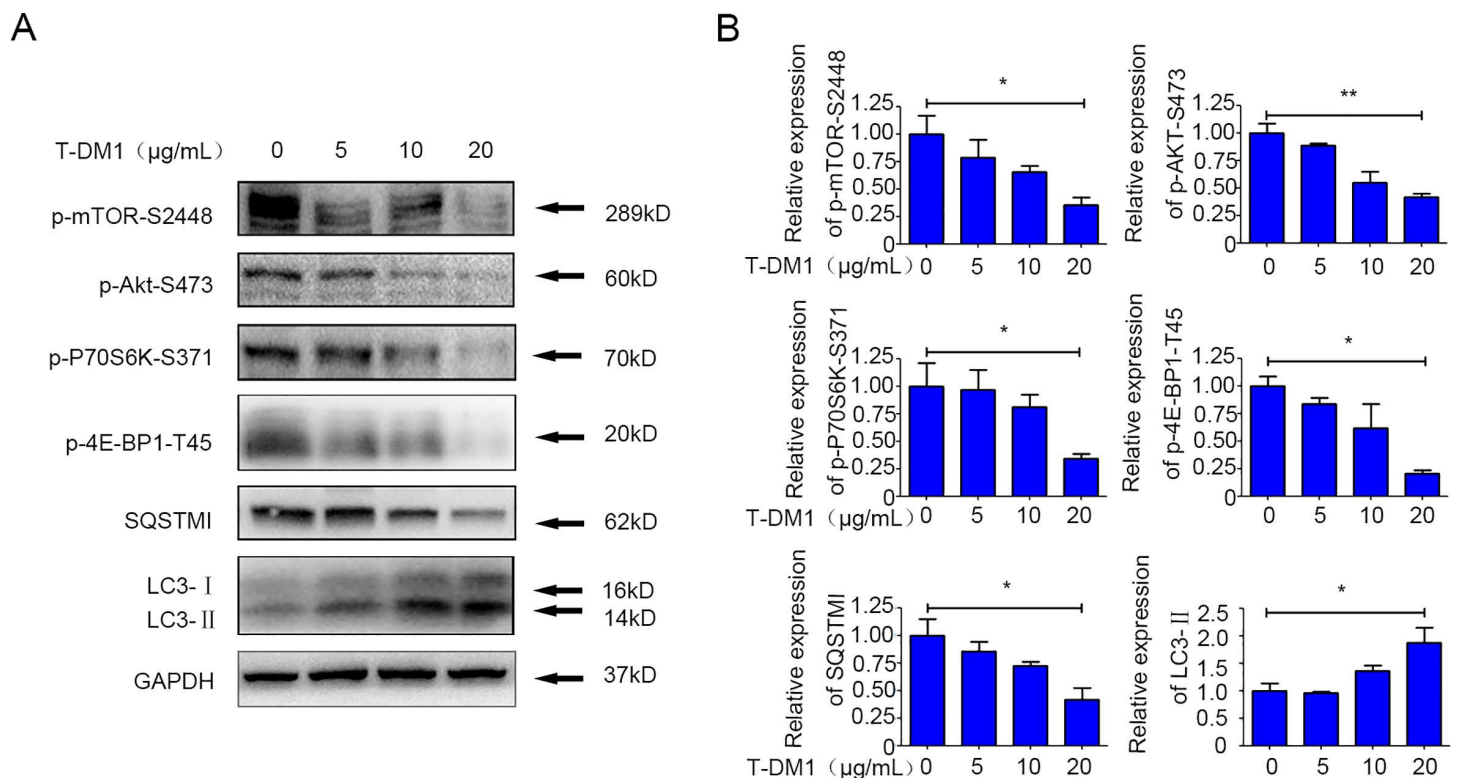 A
T-DM1（μg/mL） 0 5 10 20
p-mTOR-S2448 289kD
p-Akt-S473 60kD
p-P70S6K-S371 70kD
p-4E-BP1-T45 20kD
SQSTMI 62kD
LC3-Ⅰ 16kD
LC3-Ⅱ 14kD
GAPDH 37kD
B
Relative expression
of p-mTOR-S2448
1.25
1.00
0.75
0.50
0.25
0
*
T-DM1（μg/mL） 0 5 10 20
Relative expression
of p-AKT-S473
1.25
1.00
0.75
0.50
0.25
0
**
0 5 10 20
Relative expression
of p-P70S6K-S371
1.25
1.00
0.75
0.50
0.25
0
*
T-DM1（μg/mL） 0 5 10 20
Relative expression
of p-4E-BP1-T45
1.25
1.00
0.75
0.50
0.25
0
*
0 5 10 20
Relative expression
of SQSTMI
1.25
1.00
0.75
0.50
0.25
0
*
T-DM1（μg/mL） 0 5 10 20
Relative expression
of LC3-Ⅱ
2.5
2.0
1.5
1.0
0.5
0
*
0 5 10 20